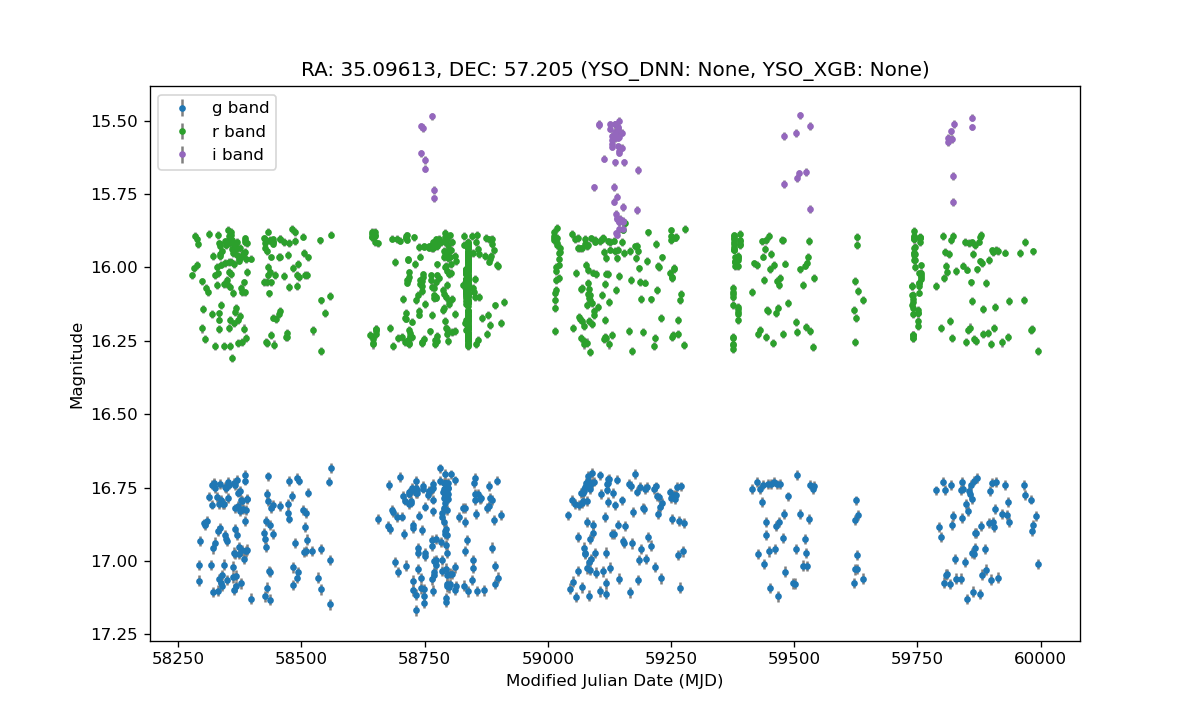 RA: 35.09613, DEC: 57.205 (YSO_DNN: None, YSO_XGB: None)
g band
r band
i band
15.50
15.75
16.00
16.25
16.50
16.75
17.00
17.25
Magnitude
58250 58500 58750 59000 59250 59500 59750 60000
Modified Julian Date (MJD)